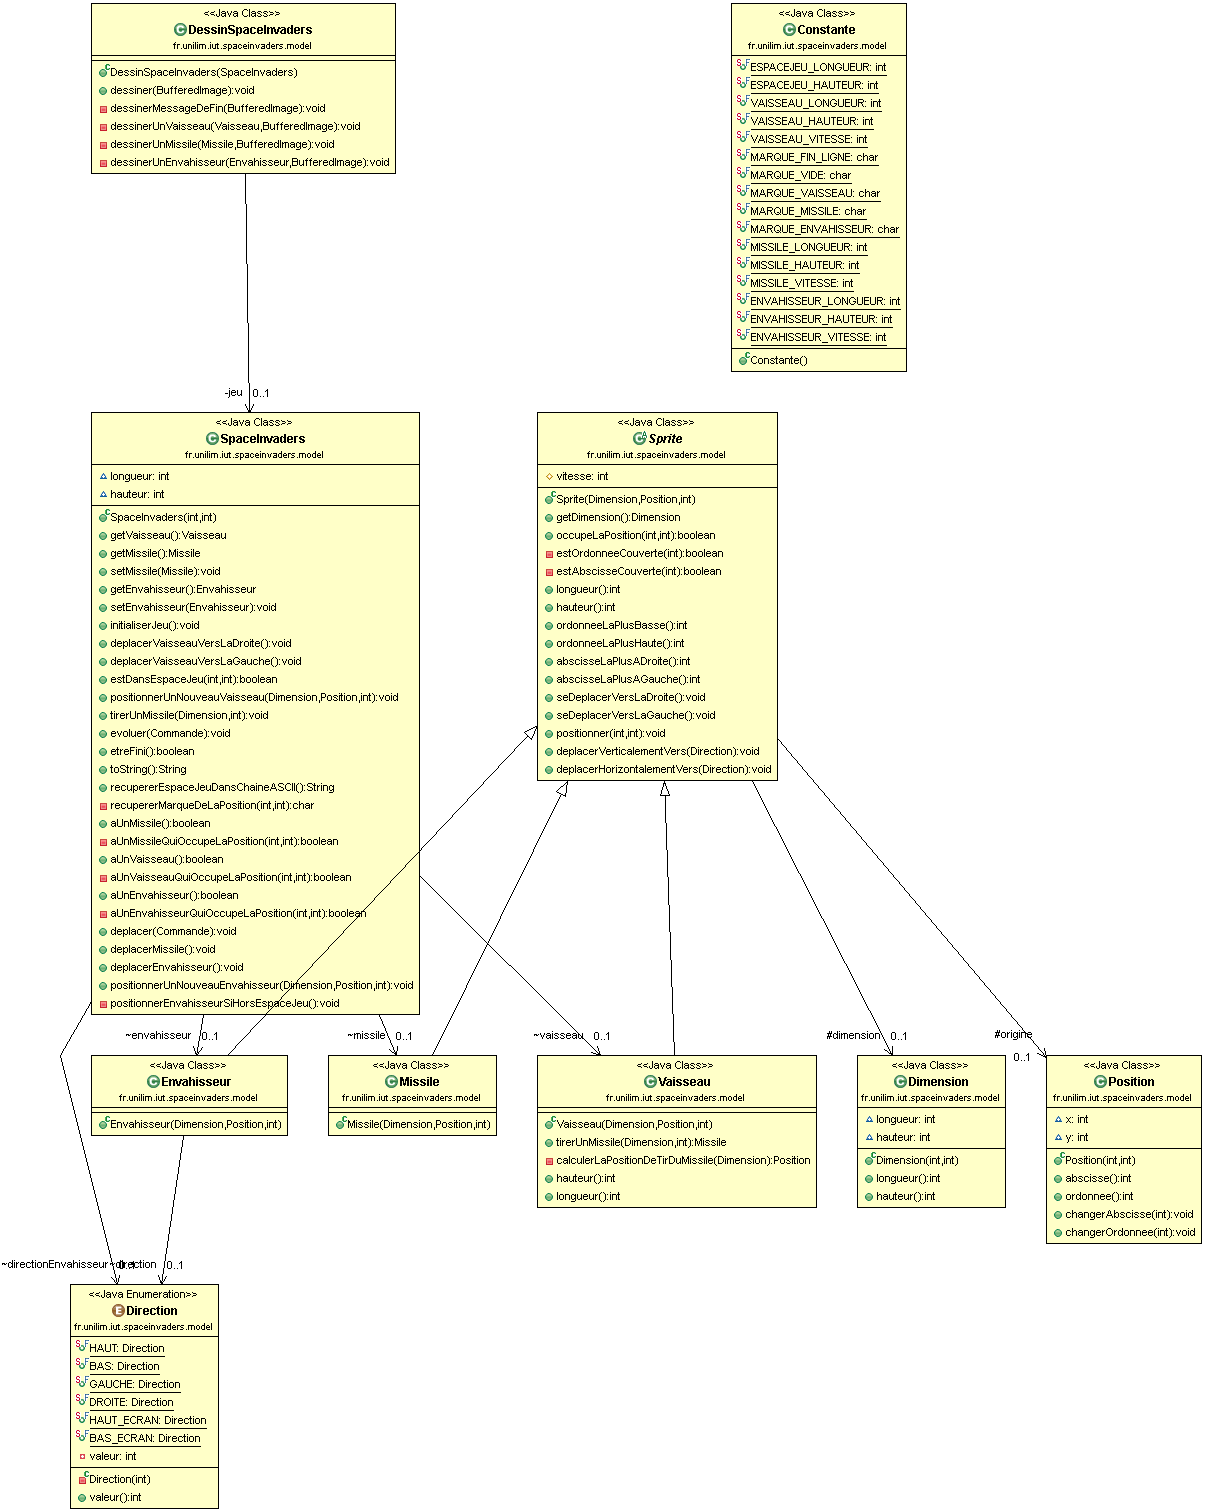 <<Java Class>>
DessinSpaceInvaders
fr.unilim.iut.spaceinvaders.model
DessinSpaceInvaders(SpaceInvaders)
dessiner(BufferedImage):void
dessinerMessageDeFin(BufferedImage):void
dessinerUnVaisseau(Vaisseau,BufferedImage):void
dessinerUnMissile(Missile,BufferedImage):void
dessinerUnEnvahisseur(Envahisseur,BufferedImage):void
<<Java Class>>
Constante
fr.unilim.iut.spaceinvaders.model
ESPACEJEU_LONGUEUR: int
ESPACEJEU_HAUTEUR: int
VAISSEAU_LONGUEUR: int
VAISSEAU_HAUTEUR: int
VAISSEAU_VITESSE: int
MARQUE_FIN_LIGNE: char
MARQUE_VIDE: char
MARQUE_VAISSEAU: char
MARQUE_MISSILE: char
MARQUE_ENVAHISSEUR: char
MISSILE_LONGUEUR: int
MISSILE_HAUTEUR: int
MISSILE_VITESSE: int
ENVAHISSEUR_LONGUEUR: int
ENVAHISSEUR_HAUTEUR: int
ENVAHISSEUR_VITESSE: int
Constante()
-jeu 0..1
<<Java Class>>
SpaceInvaders
fr.unilim.iut.spaceinvaders.model
longueur: int
hauteur: int
SpaceInvaders(int,int)
getVaisseau():Vaisseau
getMissile():Missile
setMissile(Missile):void
getEnvahisseur():Envahisseur
setEnvahisseur(Envahisseur):void
initialiserJeu():void
deplacerVaisseauVersLaDroite():void
deplacerVaisseauVersLaGauche():void
estDansEspaceJeu(int,int):boolean
positionnerUnNouveauVaisseau(Dimension,Position,int):void
tirerUnMissile(Dimension,int):void
evoluer(Commande):void
etreFini():boolean
toString():String
recupererEspaceJeuDansChaineASCII():String
recupererMarqueDeLaPosition(int,int):char
aUnMissile():boolean
aUnMissileQuiOccupeLaPosition(int,int):boolean
aUnVaisseau():boolean
aUnVaisseauQuiOccupeLaPosition(int,int):boolean
aUnEnvahisseur():boolean
aUnEnvahisseurQuiOccupeLaPosition(int,int):boolean
deplacer(Commande):void
deplacerMissile():void
deplacerEnvahisseur():void
positionnerUnNouveauEnvahisseur(Dimension,Position,int):void
positionnerEnvahisseurSiHorsEspaceJeu():void
<<Java Class>>
Sprite
fr.unilim.iut.spaceinvaders.model
vitesse: int
Sprite(Dimension,Position,int)
getDimension():Dimension
occupeLaPosition(int,int):boolean
estOrdonneeCouverte(int):boolean
estAbscisseCouverte(int):boolean
longueur():int
hauteur():int
ordonneeLaPlusBasse():int
ordonneeLaPlusHaute():int
abscisseLaPlusADroite():int
abscisseLaPlusAGauche():int
seDeplacerVersLaDroite():void
seDeplacerVersLaGauche():void
positionner(int,int):void
deplacerVerticalementVers(Direction):void
deplacerHorizontalementVers(Direction):void
~envahisseur 0..1
~missile 0..1
~vaisseau 0..1
#dimension 0..1
#origine
0..1
<<Java Class>>
Envahisseur
fr.unilim.iut.spaceinvaders.model
Envahisseur(Dimension,Position,int)
<<Java Class>>
Missile
fr.unilim.iut.spaceinvaders.model
Missile(Dimension,Position,int)
<<Java Class>>
Vaisseau
fr.unilim.iut.spaceinvaders.model
Vaisseau(Dimension,Position,int)
tirerUnMissile(Dimension,int):Missile
calculerLaPositionDeTirDuMissile(Dimension):Position
hauteur():int
longueur():int
<<Java Class>>
Dimension
fr.unilim.iut.spaceinvaders.model
longueur: int
hauteur: int
Dimension(int,int)
longueur():int
hauteur():int
<<Java Class>>
Position
fr.unilim.iut.spaceinvaders.model
x: int
y: int
Position(int,int)
abscisse():int
ordonnee():int
changerAbscisse(int):void
changerOrdonnee(int):void
~directionEnvahisseur 0..1
~direction 0..1
<<Java Enumeration>>
Direction
fr.unilim.iut.spaceinvaders.model
HAUT: Direction
BAS: Direction
GAUCHE: Direction
DROITE: Direction
HAUT_ECRAN: Direction
BAS_ECRAN: Direction
valeur: int
Direction(int)
valeur():int